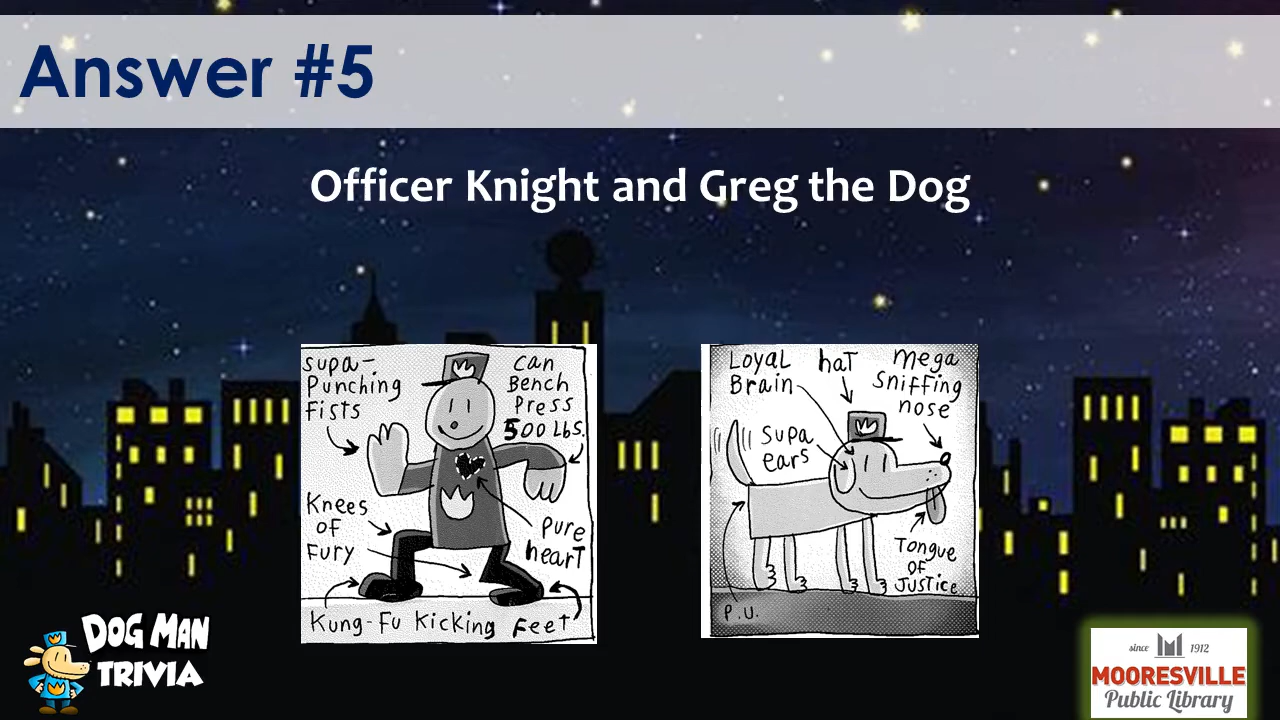 Answer #5
Officer Knight and Greg the Dog
supa-
Punching
Fists
can
Bench
Press
500 Lbs.
Knees
of
Fury
Pure
heart
Kung-Fu Kicking Feet
Loyal
Brain
hat
Mega
Sniffing
nose
Supa
ears
Tongue
of
Justice
P.U.
DOG MAN
TRIVIA
since 1912
MOORESVILLE
Public Library